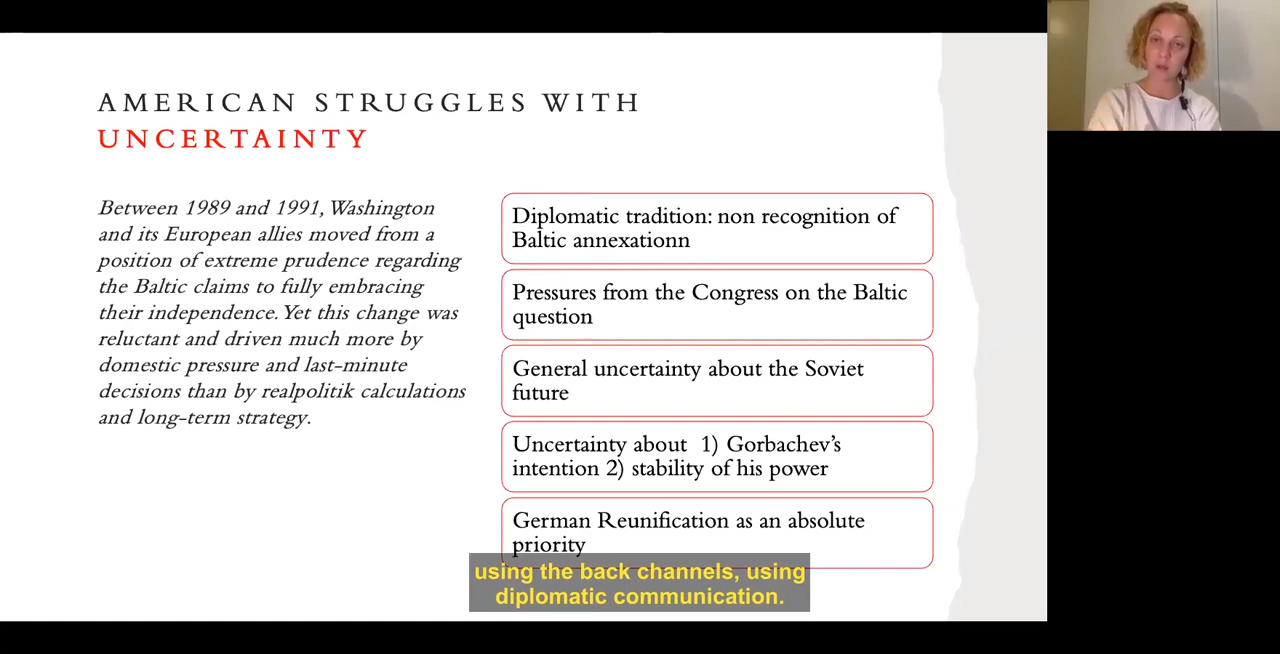 AMERICAN STRUGGLES WITH
UNCERTAINTY
Between 1989 and 1991, Washington
and its European allies moved from a
position of extreme prudence regarding
the Baltic claims to fully embracing
their independence. Yet this change was
reluctant and driven much more by
domestic pressure and last-minute
decisions than by realpolitik calculations
and long-term strategy.
Diplomatic tradition: non recognition of
Baltic annexationn
Pressures from the Congress on the Baltic
question
General uncertainty about the Soviet
future
Uncertainty about 1) Gorbachev's
intention 2) stability of his power
German Reunification as an absolute
priority
using the back channels, using
diplomatic communication.